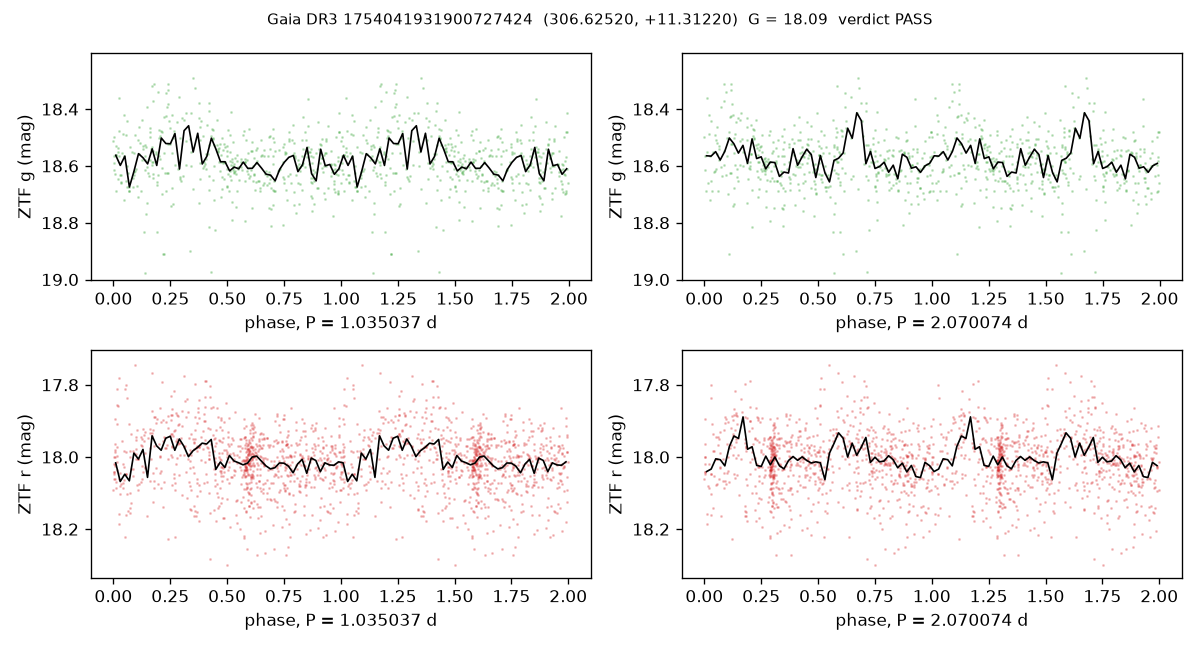 Gaia DR3 1754041931900727424 (306.62520, +11.31220) G = 18.09 verdict PASS
ZTF g (mag)
18.4
18.6
18.8
19.0
0.00 0.25 0.50 0.75 1.00 1.25 1.50 1.75 2.00
phase, P = 1.035037 d
ZTF g (mag)
18.4
18.6
18.8
19.0
0.00 0.25 0.50 0.75 1.00 1.25 1.50 1.75 2.00
phase, P = 2.070074 d
ZTF r (mag)
17.8
18.0
18.2
0.00 0.25 0.50 0.75 1.00 1.25 1.50 1.75 2.00
phase, P = 1.035037 d
ZTF r (mag)
17.8
18.0
18.2
0.00 0.25 0.50 0.75 1.00 1.25 1.50 1.75 2.00
phase, P = 2.070074 d